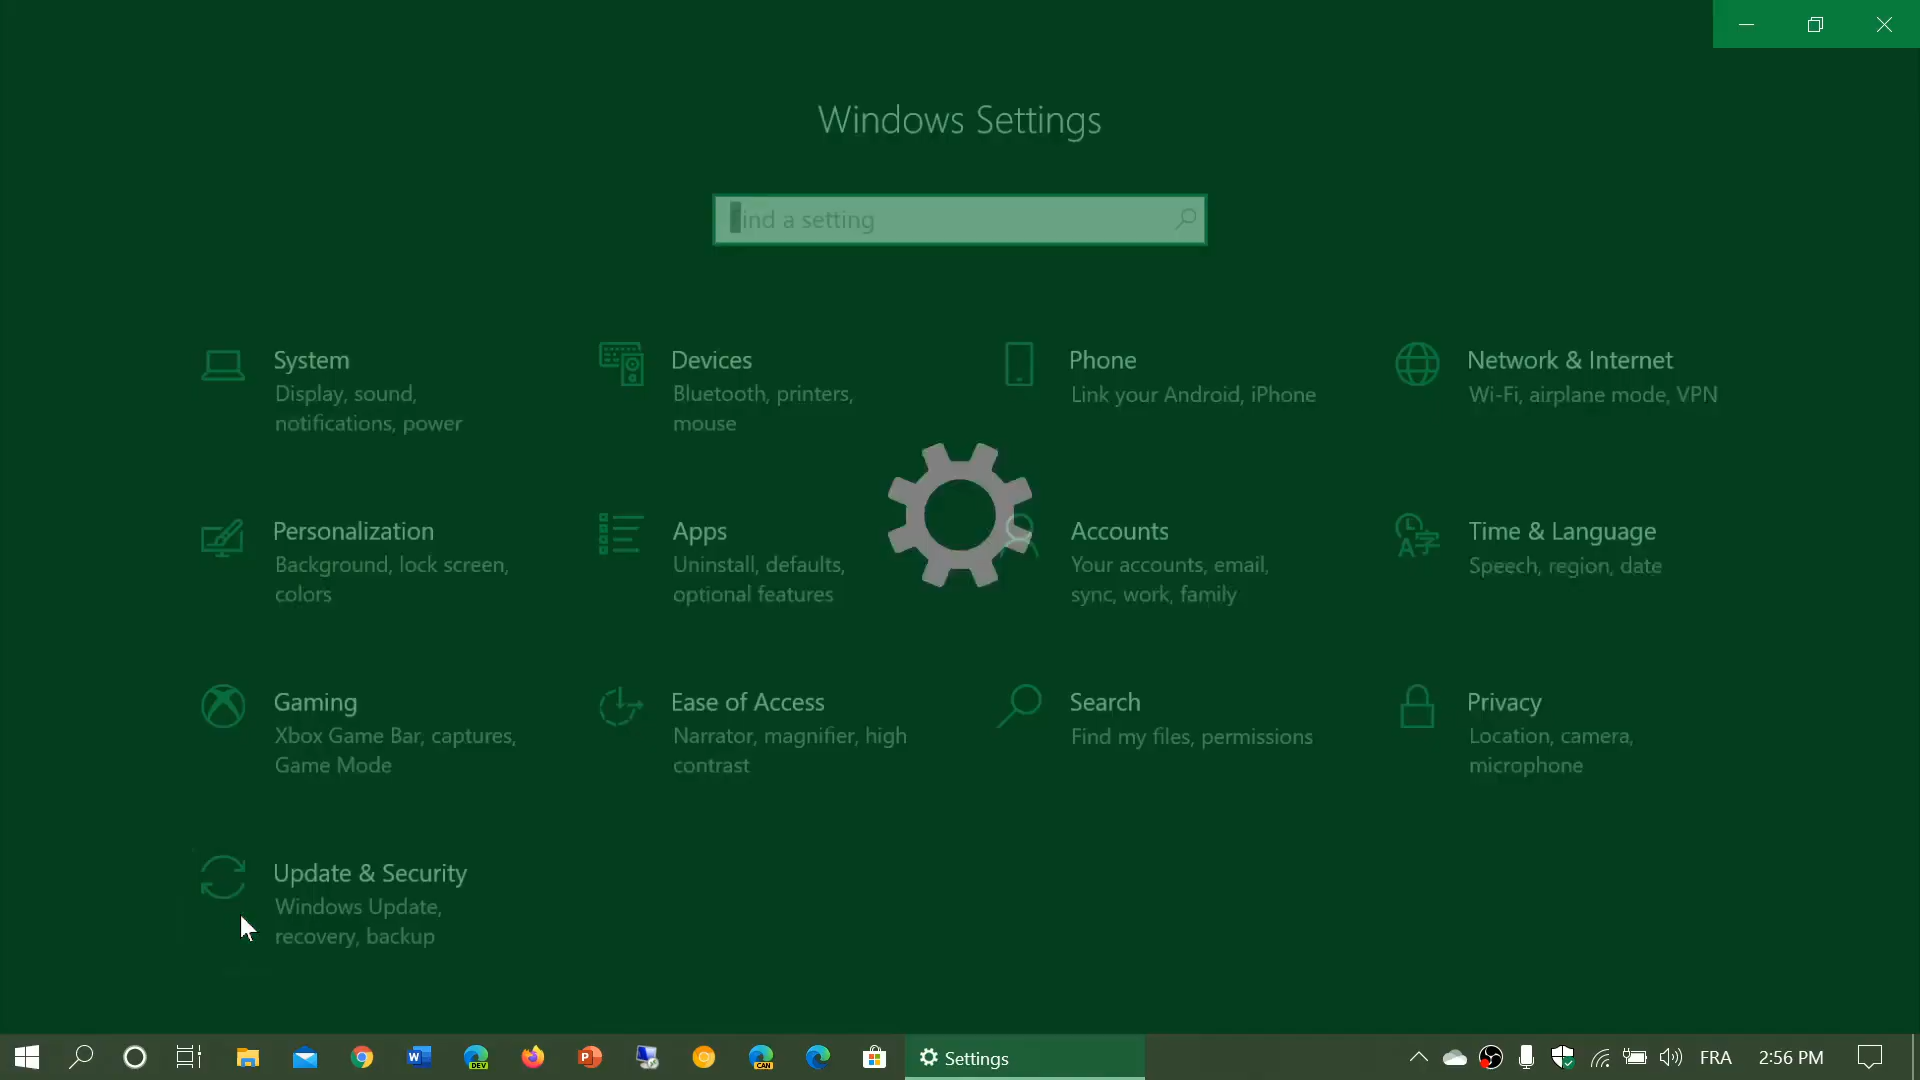 Windows Settings
Find a setting
System
Display, sound,
notifications, power
Devices
Bluetooth, printers,
mouse
Phone
Link your Android, iPhone
Network & Internet
Wi-Fi, airplane mode, VPN
Personalization
Background, lock screen,
colors
Apps
Uninstall, defaults,
optional features
Accounts
Your accounts, email,
sync, work, family
Time & Language
Speech, region, date
Gaming
Xbox Game Bar, captures,
Game Mode
Ease of Access
Narrator, magnifier, high
contrast
Search
Find my files, permissions
Privacy
Location, camera,
microphone
Update & Security
Windows Update,
recovery, backup
W
DEV
P
CAN
Settings
FRA
2:56 PM